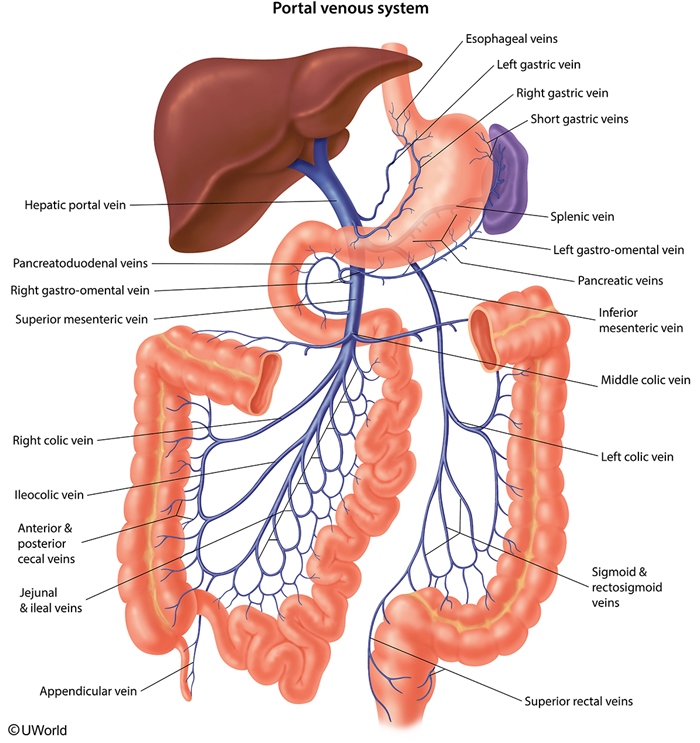 Portal venous system
Esophageal veins
Left gastric vein
Right gastric vein
Short gastric veins
Hepatic portal vein
Splenic vein
Left gastro-omental vein
Pancreatoduodenal veins
Pancreatic veins
Right gastro-omental vein
Superior mesenteric vein
Inferior
mesenteric vein
Middle colic vein
Right colic vein
Left colic vein
Ileocolic vein
Anterior &
posterior
cecal veins
Jejunal
& ileal veins
Sigmoid &
rectosigmoid
veins
Appendicular vein
Superior rectal veins
©UWorld